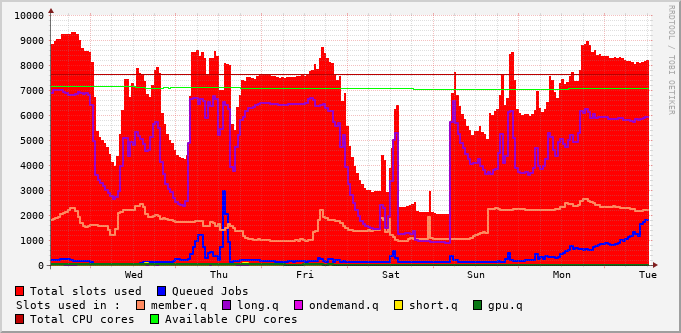 RRDTOOL / TOBI OETIKER
10000
9000
8000
7000
6000
5000
4000
3000
2000
1000
0
Wed Thu Fri Sat Sun Mon Tue
Total slots used Queued Jobs
Slots used in : member.q long.q ondemand.q short.q gpu.q
Total CPU cores Available CPU cores